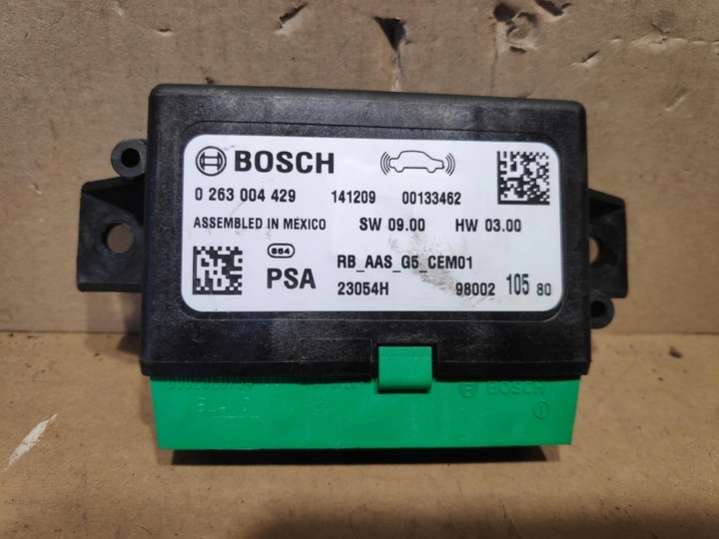 BOSCH
0 263 004 429 141209 00133462
ASSEMBLED IN MEXICO SW 09.00 HW 03.00
PSA RB_AAS_G5_CEM01
23054H 98002 105 80
BOSCH